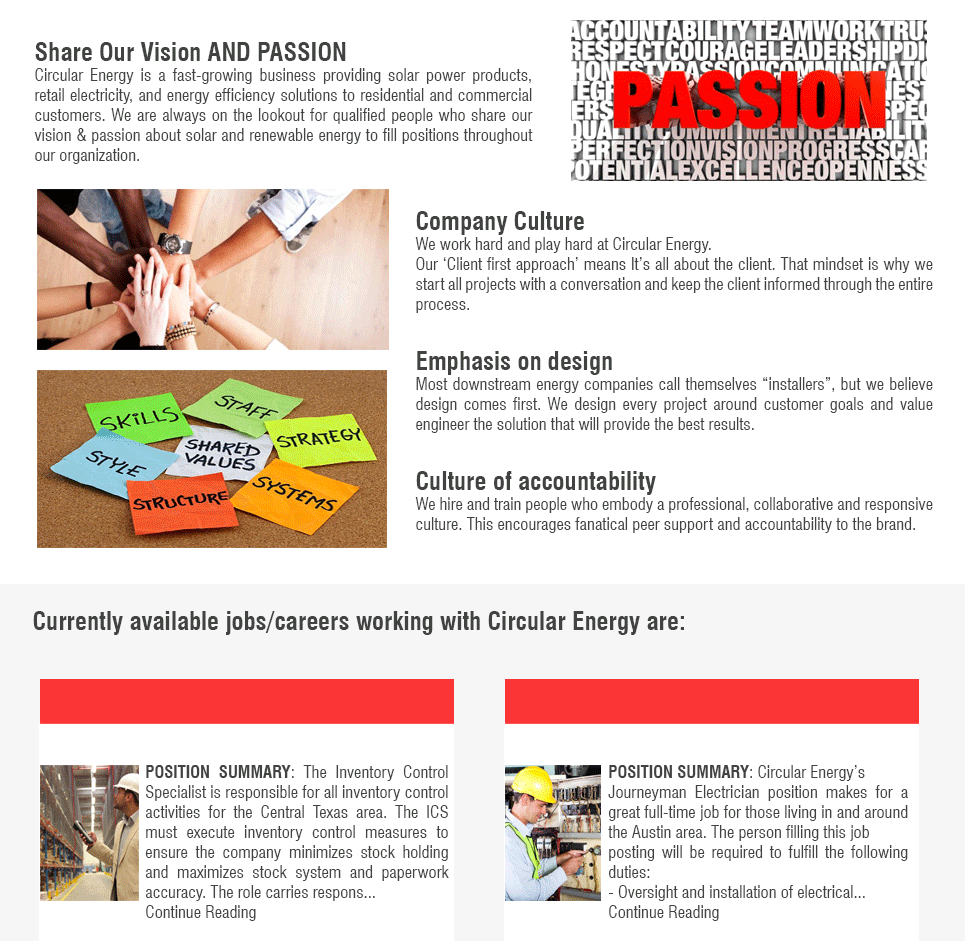 Share Our Vision AND PASSION
Circular Energy is a fast-growing business providing solar power products,
retail electricity, and energy efficiency solutions to residential and commercial
customers. We are always on the lookout for qualified people who share our
vision & passion about solar and renewable energy to fill positions throughout
our organization.
ACCOUNTABILITY TEAMWORK TRU
RESPECT COURAGE LEADERSHIP DI
HONESTY PASSION COMMUNICATIO
PASSION
QUALITY COMMITMENT RELIABILIT
PERFECTION VISION PROGRESS CAR
OTENTIAL EXCELLENCE OPENNESS
Company Culture
We work hard and play hard at Circular Energy.
Our ‘Client first approach’ means It’s all about the client. That mindset is why we
start all projects with a conversation and keep the client informed through the entire
process.
SKILLS
STAFF
STRATEGY
STYLE
SHARED
VALUES
STRUCTURE
SYSTEMS
Emphasis on design
Most downstream energy companies call themselves “installers”, but we believe
design comes first. We design every project around customer goals and value
engineer the solution that will provide the best results.
Culture of accountability
We hire and train people who embody a professional, collaborative and responsive
culture. This encourages fanatical peer support and accountability to the brand.
Currently available jobs/careers working with Circular Energy are:
POSITION SUMMARY: The Inventory Control
Specialist is responsible for all inventory control
activities for the Central Texas area. The ICS
must execute inventory control measures to
ensure the company minimizes stock holding
and maximizes stock system and paperwork
accuracy. The role carries respons...
Continue Reading
POSITION SUMMARY: Circular Energy’s
Journeyman Electrician position makes for a
great full-time job for those living in and around
the Austin area. The person filling this job
posting will be required to fulfill the following
duties:
- Oversight and installation of electrical...
Continue Reading